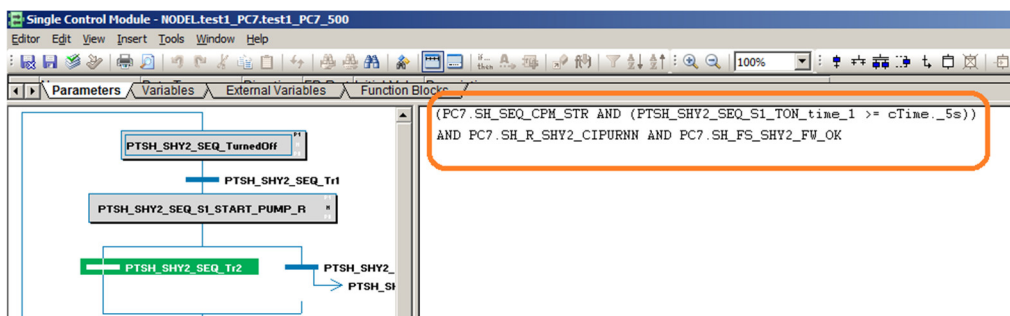 Single Control Module - NODEL.test1_PC7.test1_PC7_500
Editor Edit View Insert Tools Window Help
100%
Parameters Variables External Variables Function Blocks
(PC7.SH_SEQ_CPM_STR AND (PTSH_SHY2_SEQ_S1_TON_time_1 >= cTime._5s))
AND PC7.SH_R_SHY2_CIPURNN AND PC7.SH_FS_SHY2_FW_OK
PTSH_SHY2_SEQ_TurnedOff
PTSH_SHY2_SEQ_Tr1
PTSH_SHY2_SEQ_S1_START_PUMP_R
PTSH_SHY2_SEQ_Tr2
PTSH_SHY2_
PTSH_SH